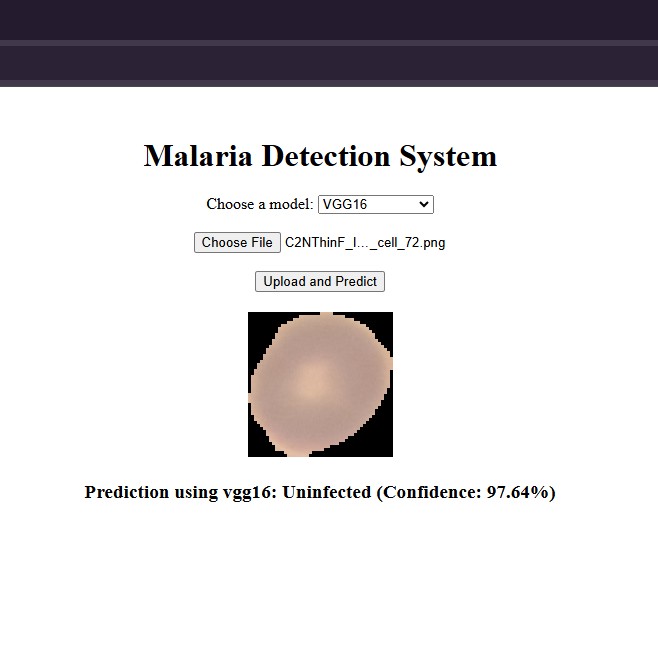 Malaria Detection System
Choose a model: VGG16
Choose File C2NThinF_I..._cell_72.png
Upload and Predict
Prediction using vgg16: Uninfected (Confidence: 97.64%)